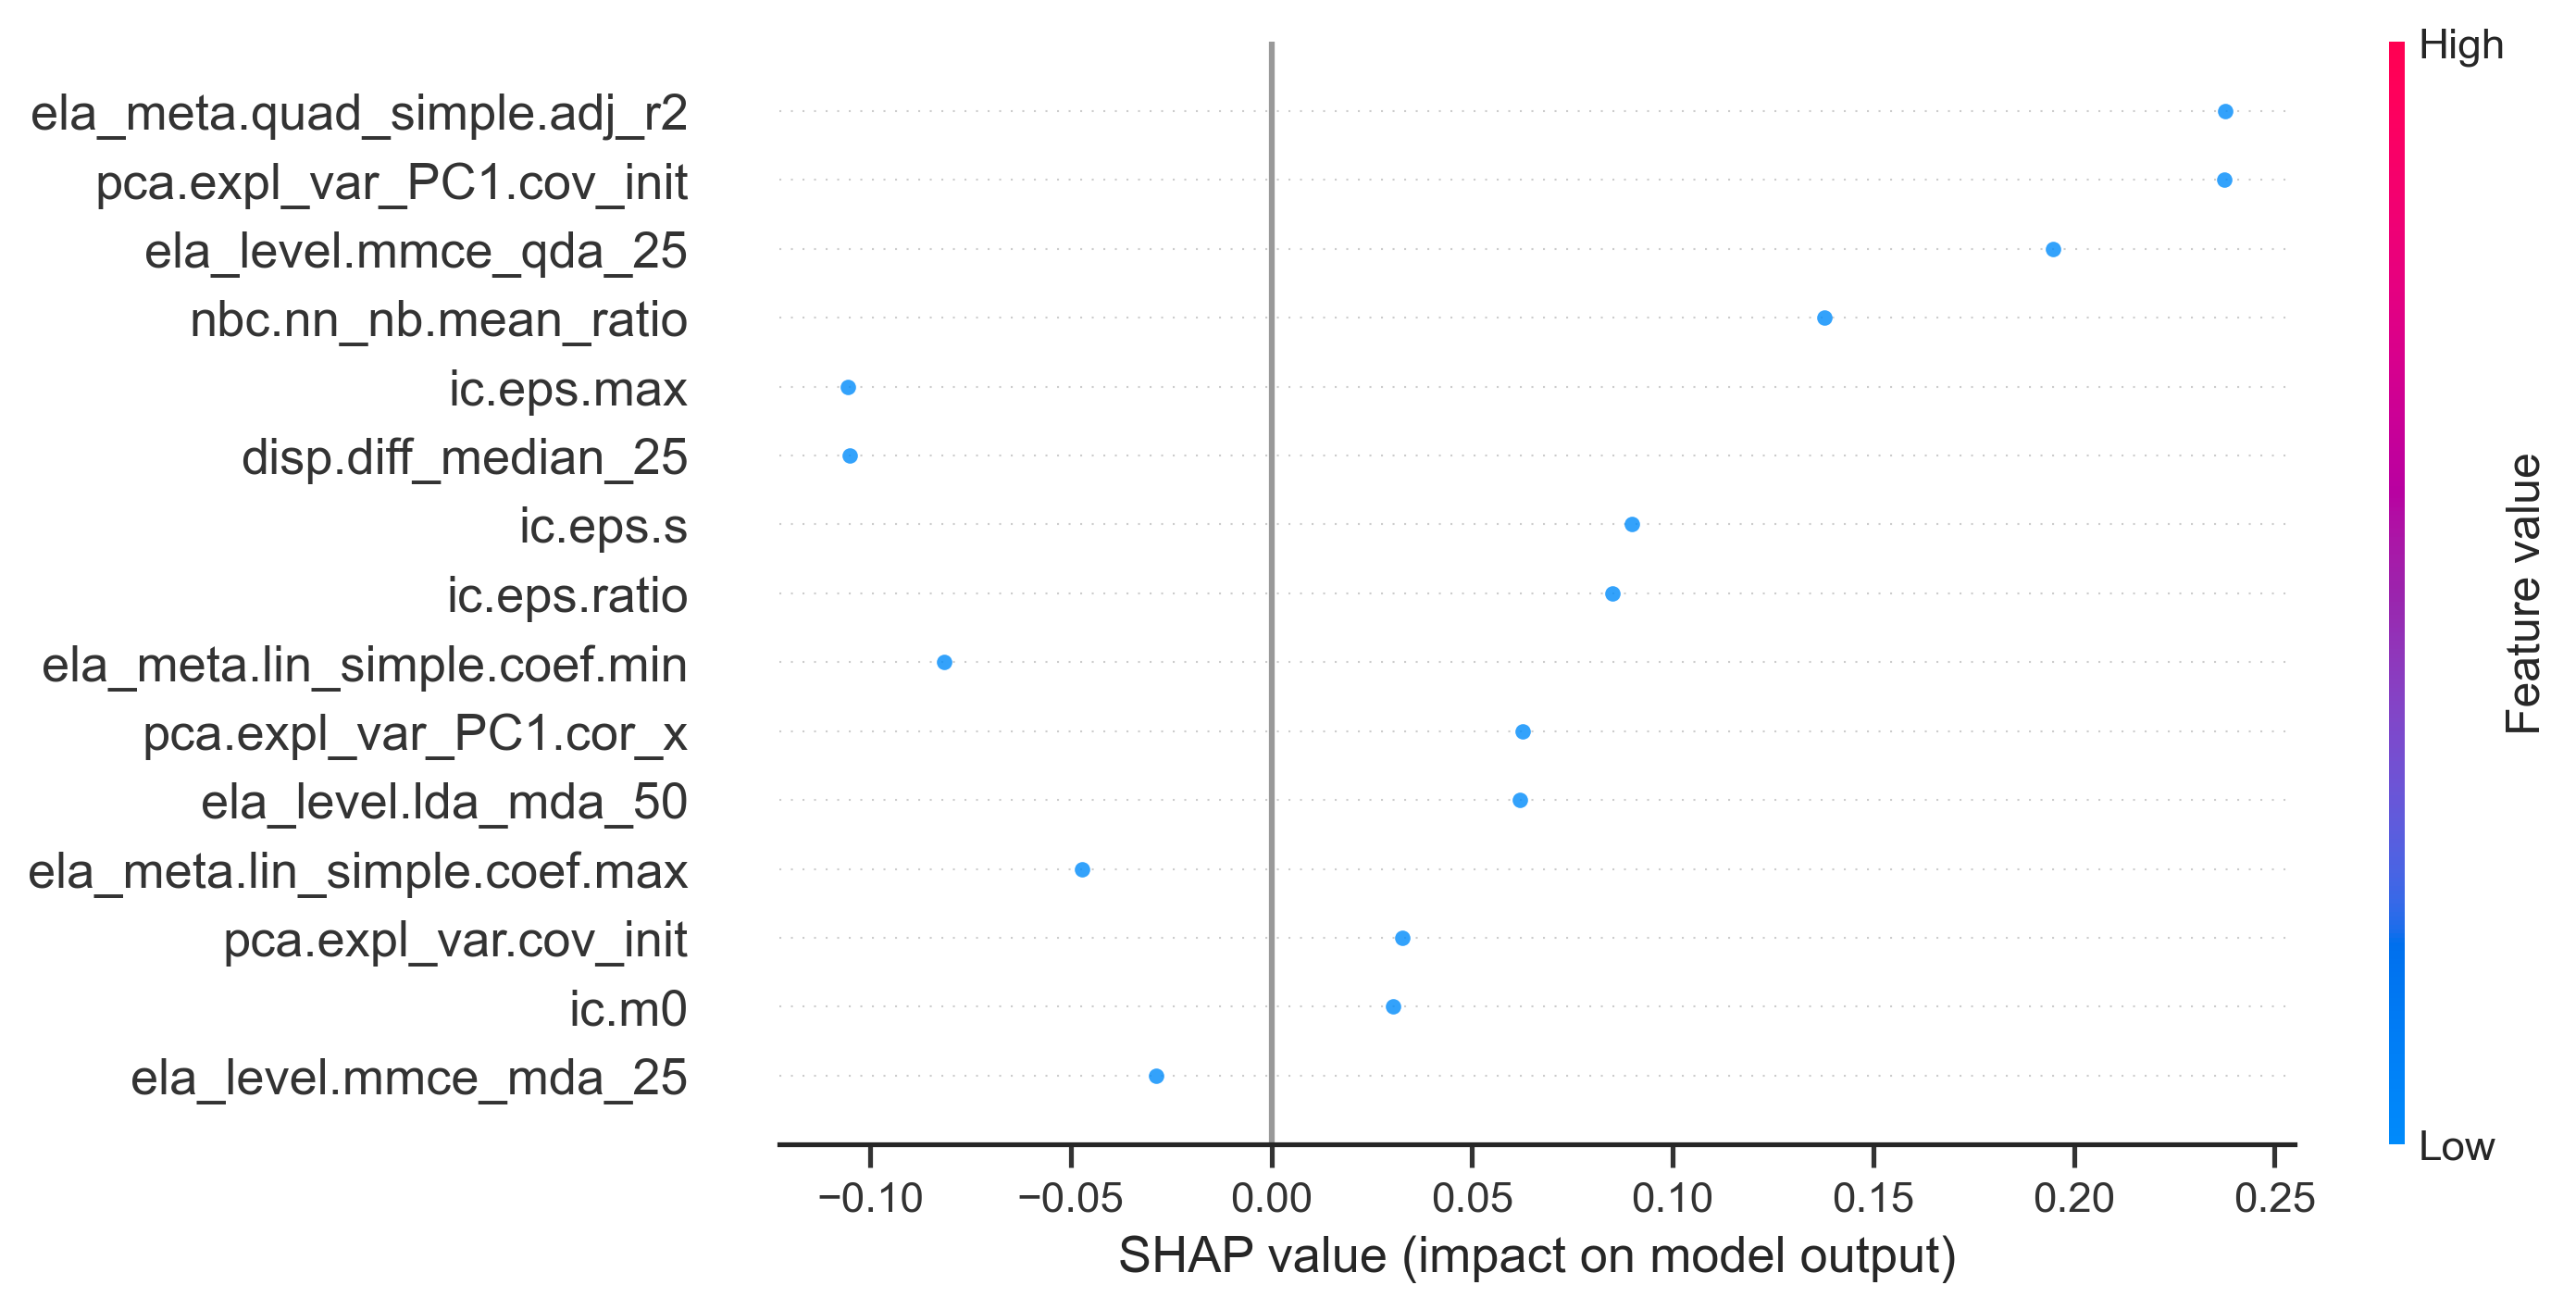 High
ela_meta.quad_simple.adj_r2
pca.expl_var_PC1.cov_init
ela_level.mmce_qda_25
nbc.nn_nb.mean_ratio
ic.eps.max
disp.diff_median_25
ic.eps.s
ic.eps.ratio
ela_meta.lin_simple.coef.min
pca.expl_var_PC1.cor_x
ela_level.lda_mda_50
ela_meta.lin_simple.coef.max
pca.expl_var.cov_init
ic.m0
ela_level.mmce_mda_25
Feature value
Low
−0.10 −0.05 0.00 0.05 0.10 0.15 0.20 0.25
SHAP value (impact on model output)